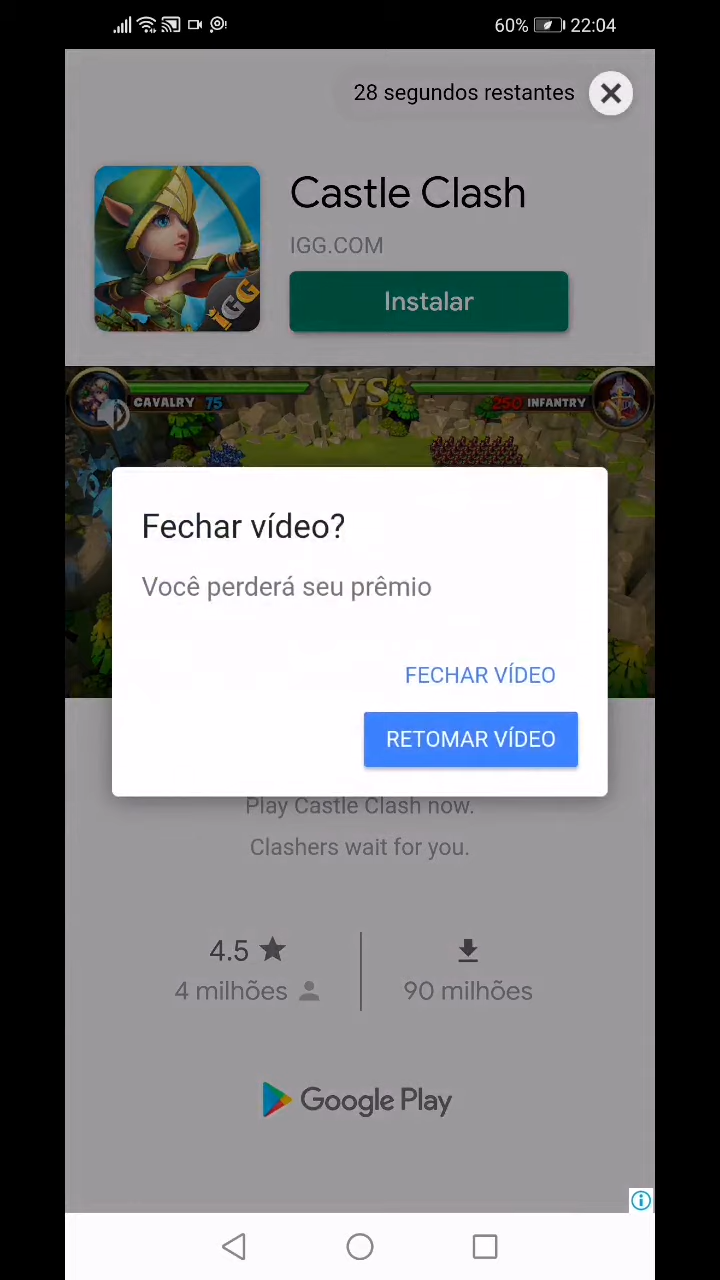 60% 22:04
28 segundos restantes
Castle Clash
IGG.COM
IGG
Instalar
CAVALRY 75
VS
250 INFANTRY
Fechar vídeo?
Você perderá seu prêmio
FECHAR VÍDEO
RETOMAR VÍDEO
Play Castle Clash now.
Clashers wait for you.
4.5
4 milhões
90 milhões
Google Play